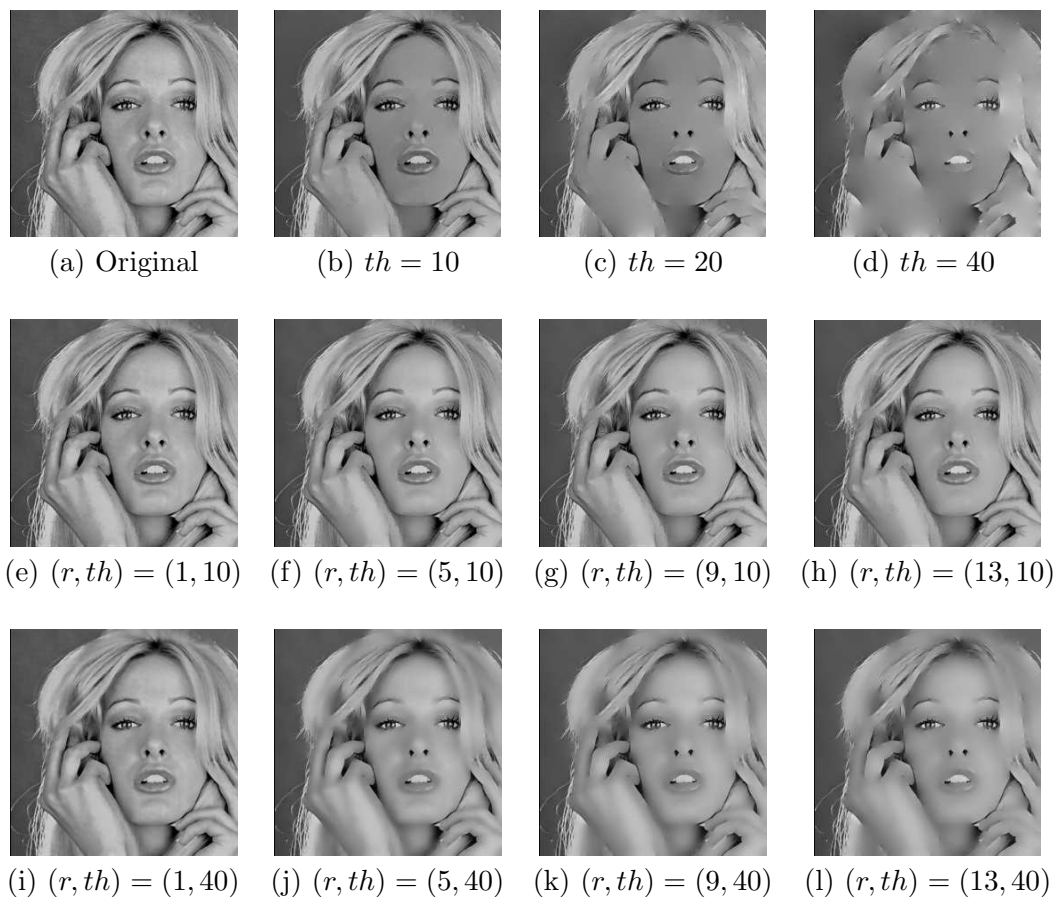 (a) Original (b) th = 10 (c) th = 20 (d) th = 40
(e) (r, th) = (1, 10) (f) (r, th) = (5, 10) (g) (r, th) = (9, 10) (h) (r, th) = (13, 10)
(i) (r, th) = (1, 40) (j) (r, th) = (5, 40) (k) (r, th) = (9, 40) (l) (r, th) = (13, 40)